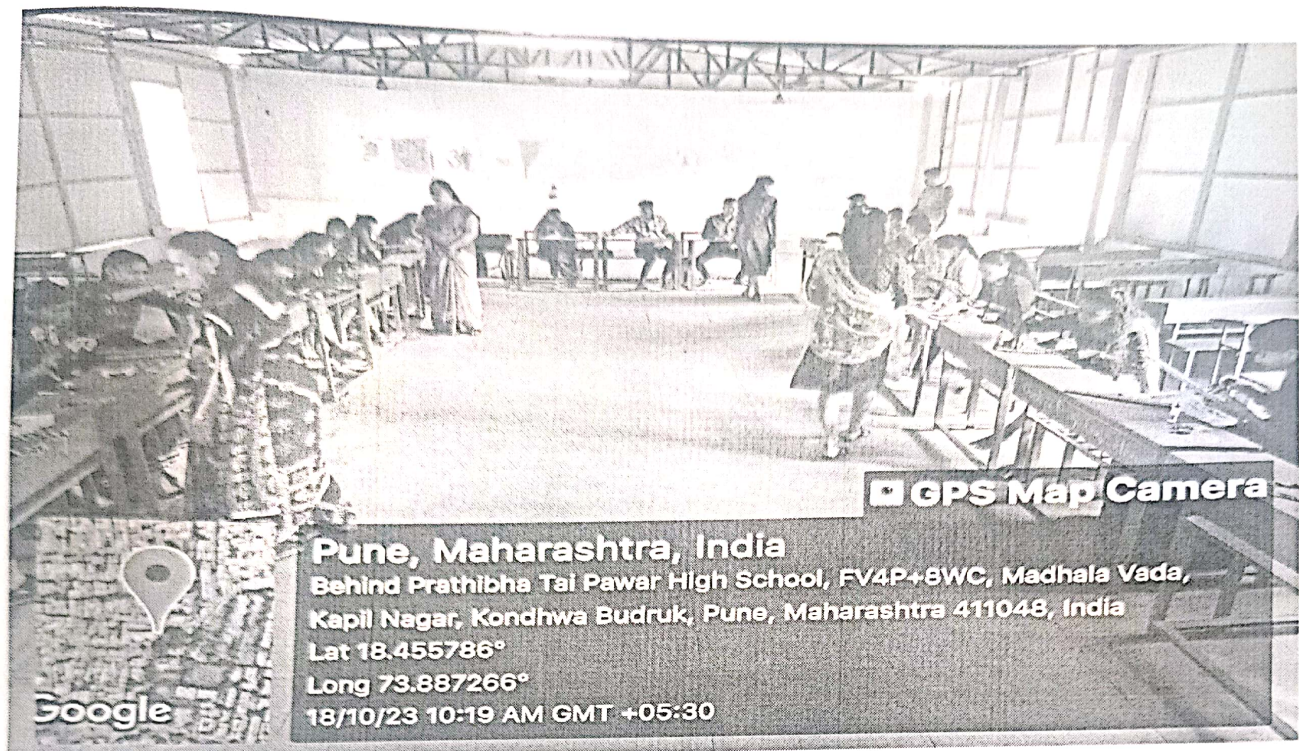 GPS Map Camera
Pune, Maharashtra, India
Behind Prathibha Tai Pawar High School, FV4P+8WC, Madhala Vada,
Kapil Nagar, Kondhwa Budruk, Pune, Maharashtra 411048, India
Lat 18.455786°
Long 73.887266°
18/10/23 10:19 AM GMT +05:30
Google